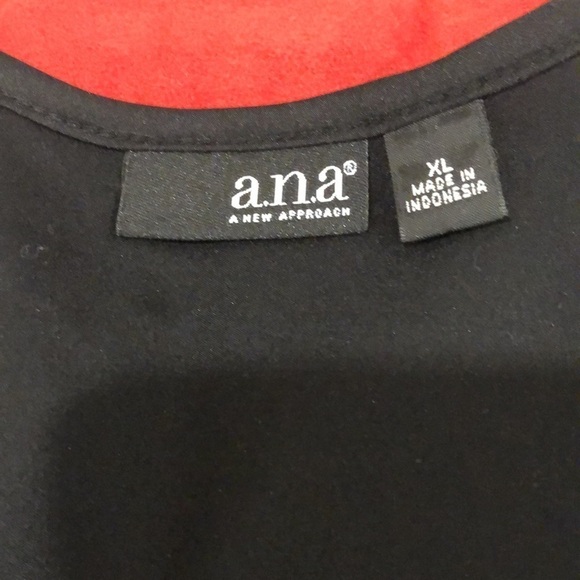 a.n.a®
A NEW APPROACH
XL
MADE IN
INDONESIA